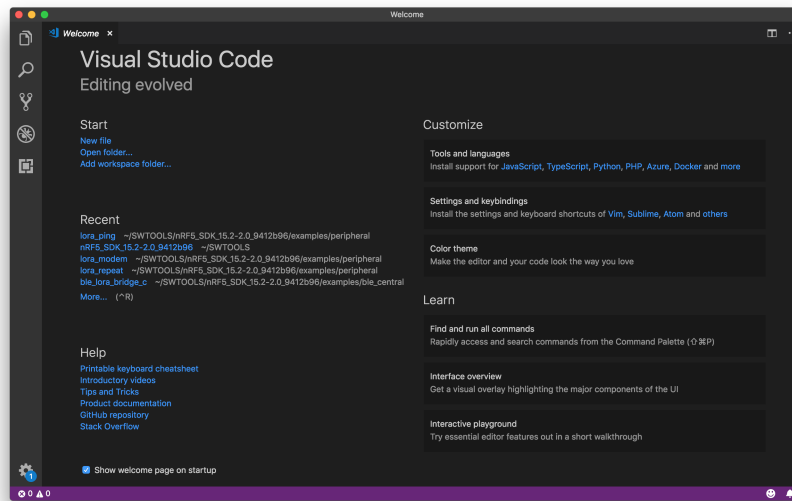 Welcome
Welcome ×
Visual Studio Code
Editing evolved
Start
New file
Open folder...
Add workspace folder...
Recent
lora_ping ~/SWTOOLS/nRF5_SDK_15.2-2.0_9412b96/examples/peripheral
nRF5_SDK_15.2-2.0_9412b96 ~/SWTOOLS
lora_modem ~/SWTOOLS/nRF5_SDK_15.2-2.0_9412b96/examples/peripheral
lora_repeat ~/SWTOOLS/nRF5_SDK_15.2-2.0_9412b96/examples/peripheral
ble_lora_bridge_c ~/SWTOOLS/nRF5_SDK_15.2-2.0_9412b96/examples/ble_central
More... (^R)
Help
Printable keyboard cheatsheet
Introductory videos
Tips and Tricks
Product documentation
GitHub repository
Stack Overflow
Show welcome page on startup
Customize
Tools and languages
Install support for JavaScript, TypeScript, Python, PHP, Azure, Docker and more
Settings and keybindings
Install the settings and keyboard shortcuts of Vim, Sublime, Atom and others
Color theme
Make the editor and your code look the way you love
Learn
Find and run all commands
Rapidly access and search commands from the Command Palette (⇧⌘P)
Interface overview
Get a visual overlay highlighting the major components of the UI
Interactive playground
Try essential editor features out in a short walkthrough
1
0 0